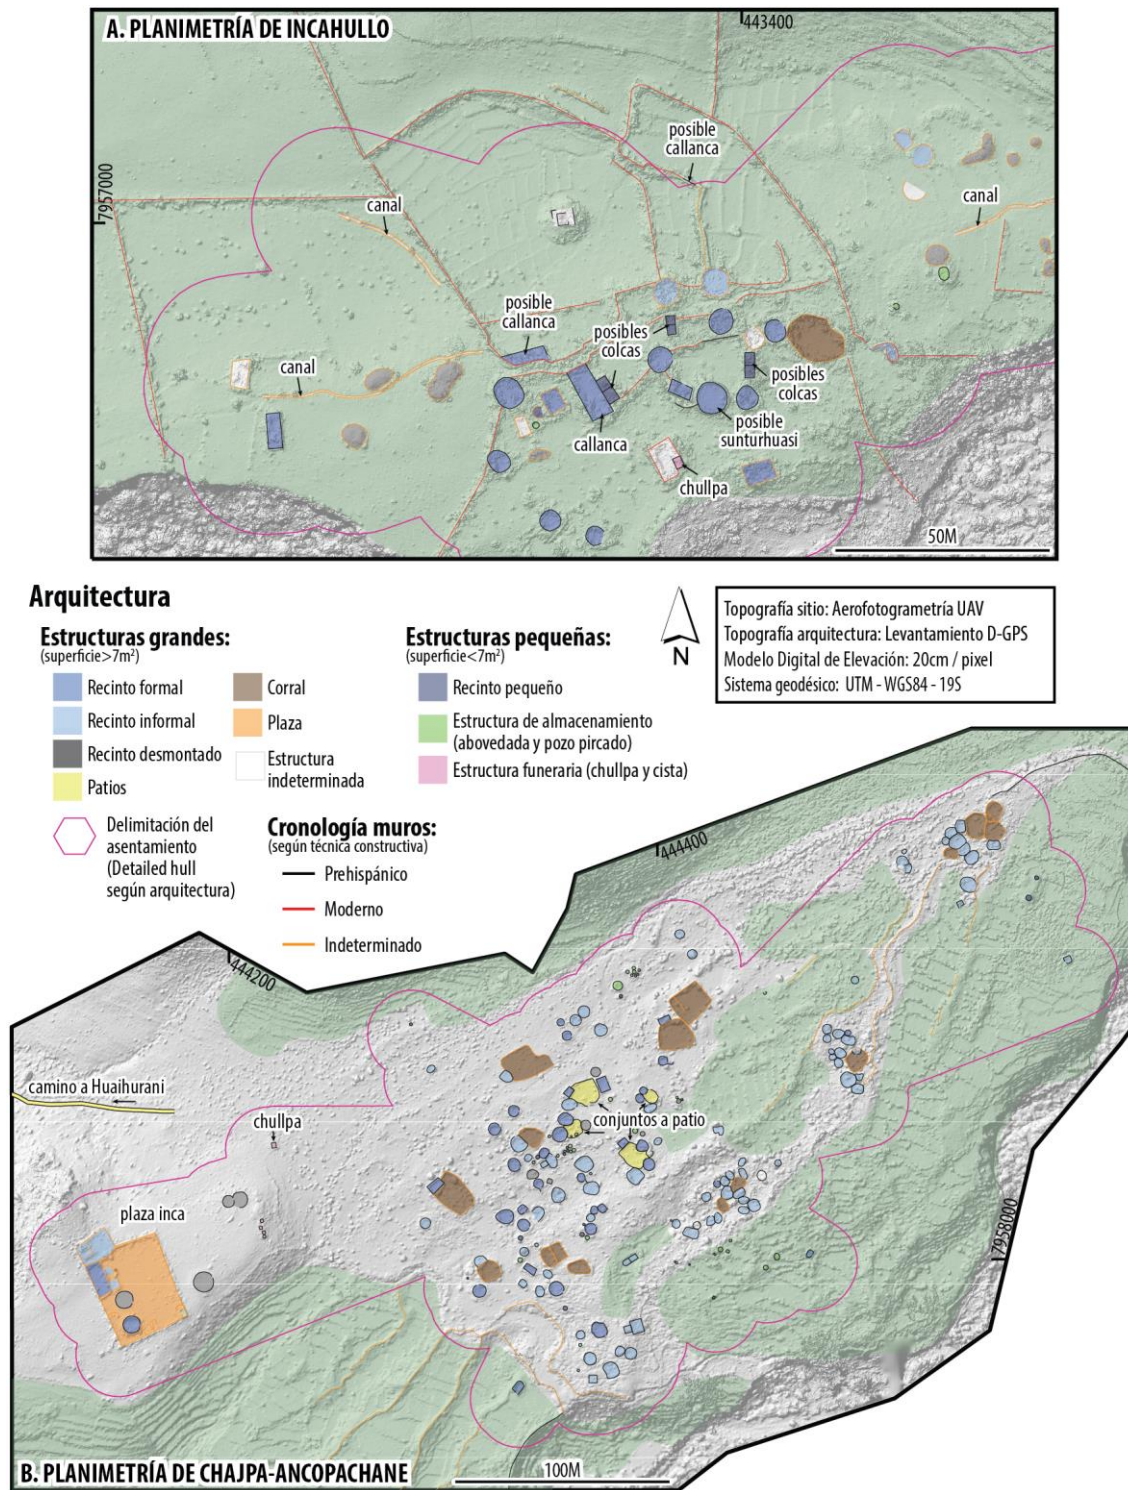 A. PLANIMETRÍA DE INCAHULLO
443400
7957000
posible
callanca
canal
canal
posible
callanca
posibles
colcas
canal
posibles
colcas
callanca
posible
sunturhuasi
chullpa
50M
Arquitectura
Estructuras grandes:
(superficie>7m²)
Recinto formal
Recinto informal
Recinto desmontado
Patios
Corral
Plaza
Estructura
indeterminada
Delimitación del
asentamiento
(Detailed hull
según arquitectura)
Cronología muros:
(según técnica constructiva)
Prehispánico
Moderno
Indeterminado
Estructuras pequeñas:
(superficie<7m²)
Recinto pequeño
Estructura de almacenamiento
(abovedada y pozo pircado)
Estructura funeraria (chullpa y cista)
N
Topografía sitio: Aerofotogrametría UAV
Topografía arquitectura: Levantamiento D-GPS
Modelo Digital de Elevación: 20cm / pixel
Sistema geodésico: UTM - WGS84 - 19S
444400
444200
camino a Huaihurani
chullpa
conjuntos a patio
plaza inca
7958000
B. PLANIMETRÍA DE CHAJPA-ANCOPACHANE
100M